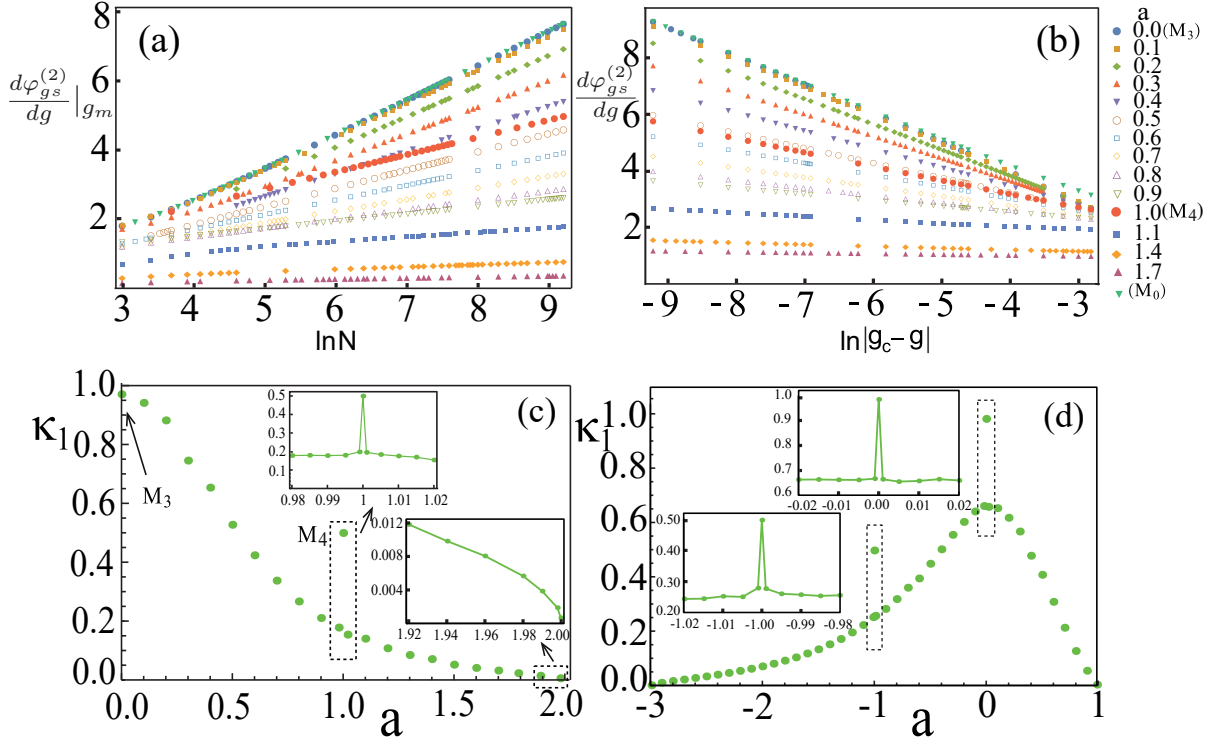 (a)
dφ_gs^(2)/dg |_g_m
8
6
4
2
3 4 5 6 7 8 9
lnN
(b)
dφ_gs^(2)/dg
8
6
4
2
-9 -8 -7 -6 -5 -4 -3
ln|g_c-g|
a
0.0(M_3)
0.1
0.2
0.3
0.4
0.5
0.6
0.7
0.8
0.9
1.0(M_4)
1.1
1.4
1.7
(M_0)
(c)
κ_1
1.0
0.8
0.6
0.4
0.2
0.0
0.0 0.5 1.0 1.5 2.0
a
M_3
M_4
0.5
0.4
0.3
0.2
0.1
0.98 0.99 1 1.01 1.02
0.012
0.008
0.004
1.92 1.94 1.96 1.98 2.00
(d)
κ_1
1.0
0.8
0.6
0.4
0.2
0.0
-3 -2 -1 0 1
a
1.0
0.9
0.8
0.7
0.6
-0.02 -0.01 0.00 0.01 0.02
0.50
0.40
0.30
0.20
-1.02 -1.01 -1.00 -0.99 -0.98